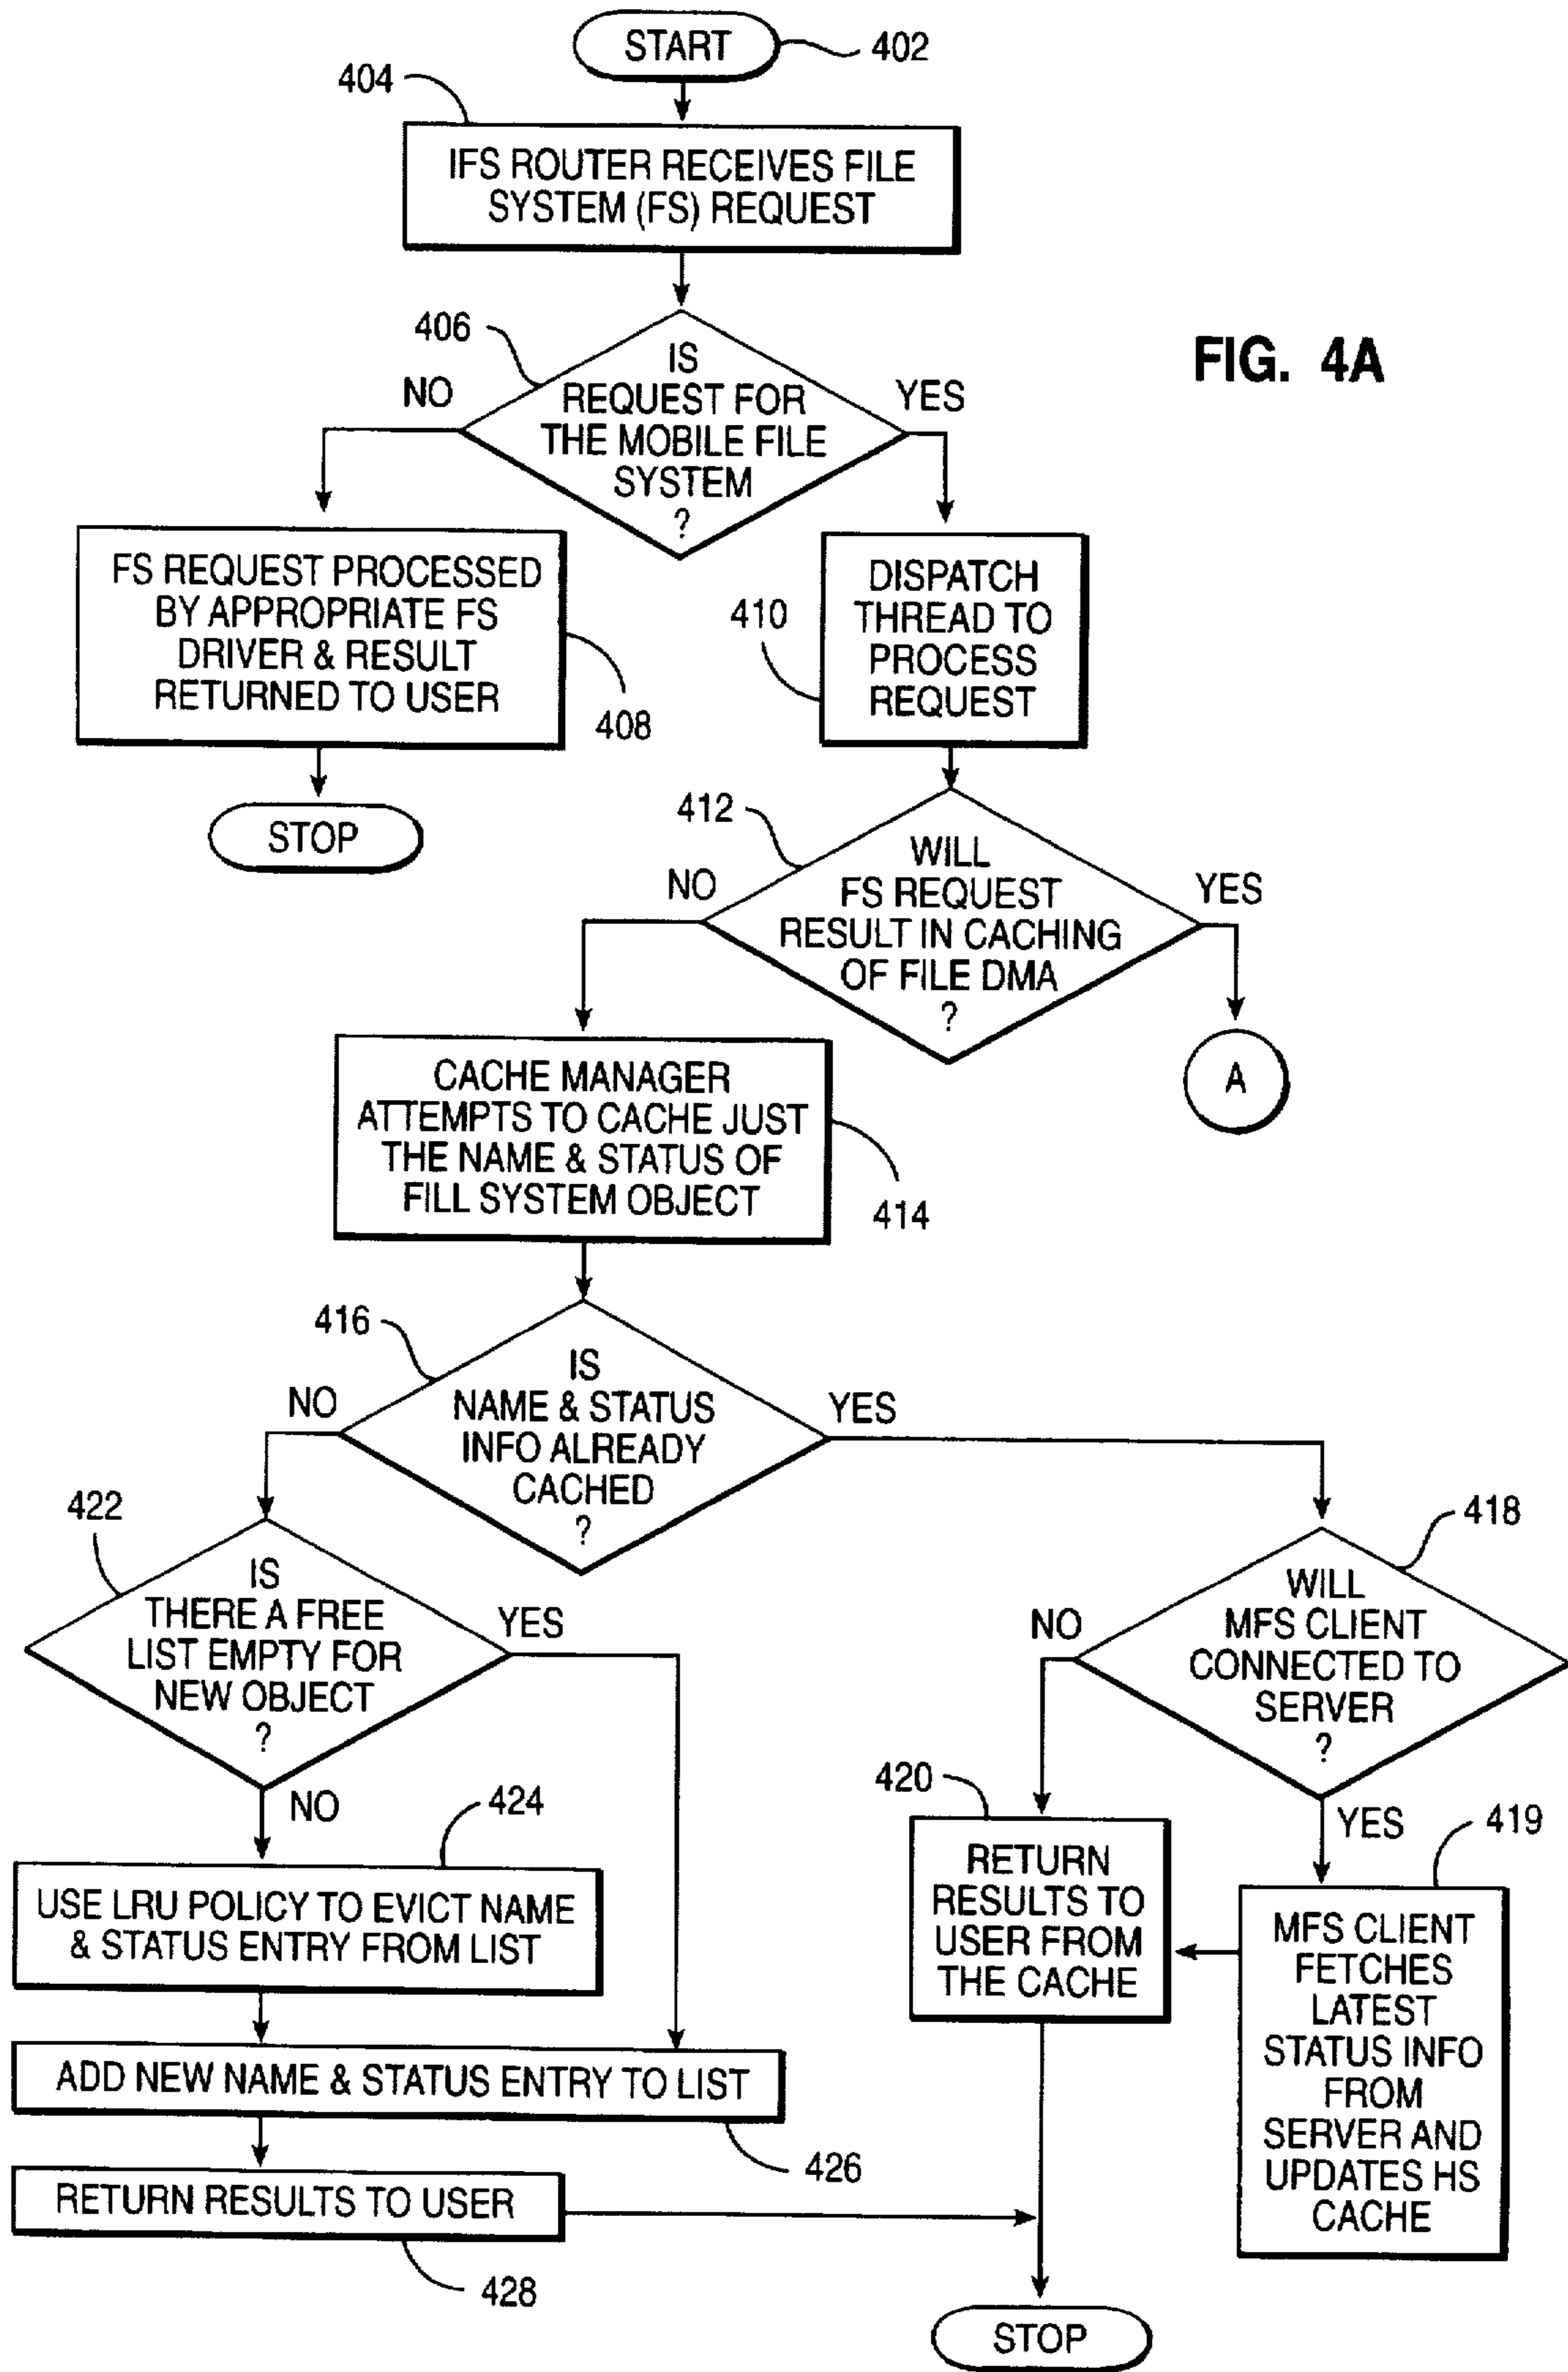 START
402
404
IFS ROUTER RECEIVES FILE
SYSTEM (FS) REQUEST
FIG. 4A
406
IS
REQUEST FOR
THE MOBILE FILE
SYSTEM
?
NO
YES
FS REQUEST PROCESSED
BY APPROPRIATE FS
DRIVER & RESULT
RETURNED TO USER
408
STOP
DISPATCH
THREAD TO
PROCESS
REQUEST
410
412
WILL
FS REQUEST
RESULT IN CACHING
OF FILE DMA
?
NO
YES
A
CACHE MANAGER
ATTEMPTS TO CACHE JUST
THE NAME & STATUS OF
FILL SYSTEM OBJECT
414
416
IS
NAME & STATUS
INFO ALREADY
CACHED
?
NO
YES
422
IS
THERE A FREE
LIST EMPTY FOR
NEW OBJECT
?
YES
NO
418
WILL
MFS CLIENT
CONNECTED TO
SERVER
?
NO
YES
424
USE LRU POLICY TO EVICT NAME
& STATUS ENTRY FROM LIST
420
RETURN
RESULTS TO
USER FROM
THE CACHE
419
MFS CLIENT
FETCHES
LATEST
STATUS INFO
FROM
SERVER AND
UPDATES HS
CACHE
ADD NEW NAME & STATUS ENTRY TO LIST
426
RETURN RESULTS TO USER
428
STOP